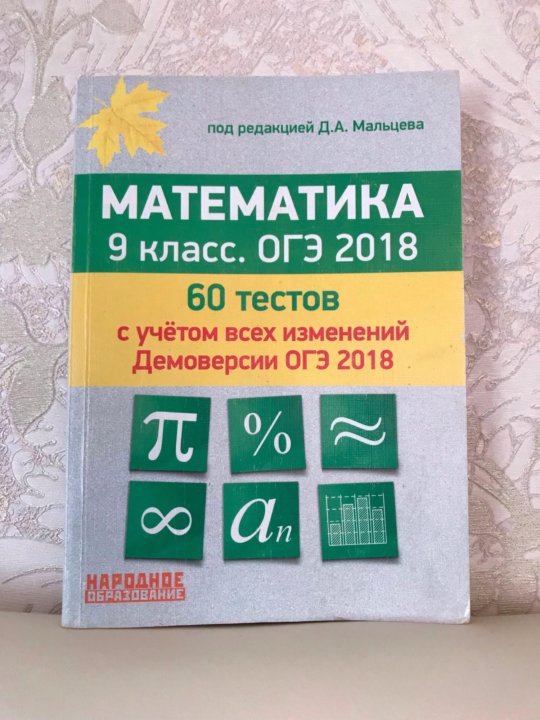 под редакцией Д.А. Мальцева
МАТЕМАТИКА
9 класс. ОГЭ 2018
60 тестов
с учётом всех изменений
Демоверсии ОГЭ 2018
π % ≈
∞ aₙ
НАРОДНОЕ
ОБРАЗОВАНИЕ